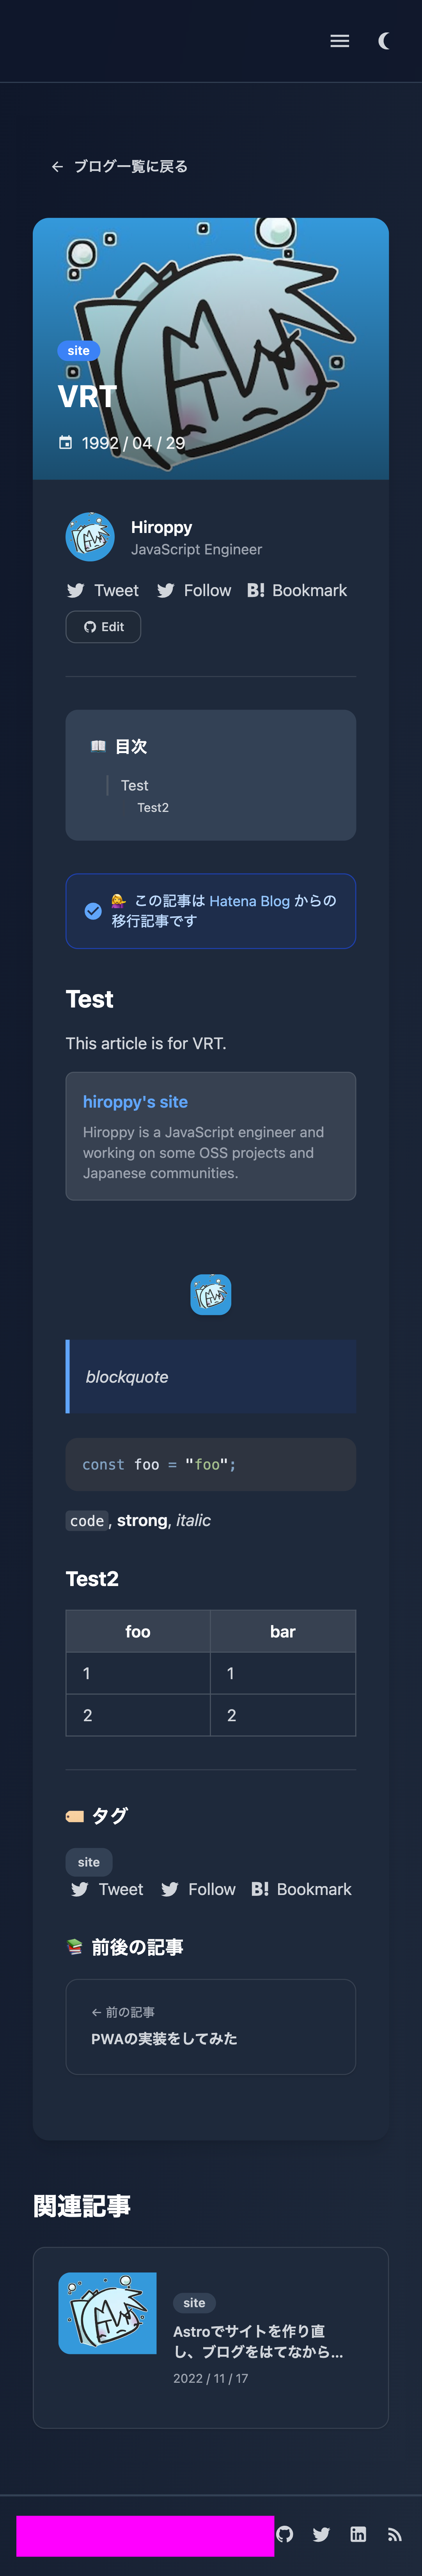 ブログ一覧に戻る
site
VRT
1992 / 04 / 29
Hiroppy
JavaScript Engineer
Tweet Follow B! Bookmark
Edit
目次
Test
Test2
この記事は Hatena Blog からの
移行記事です
Test
This article is for VRT.
hiroppy's site
Hiroppy is a JavaScript engineer and
working on some OSS projects and
Japanese communities.
blockquote
const foo = "foo";
code, strong, italic
Test2
foo bar
1 1
2 2
タグ
site
Tweet Follow B! Bookmark
前後の記事
← 前の記事
PWAの実装をしてみた
関連記事
site
Astroでサイトを作り直
し、ブログをはてなから...
2022 / 11 / 17